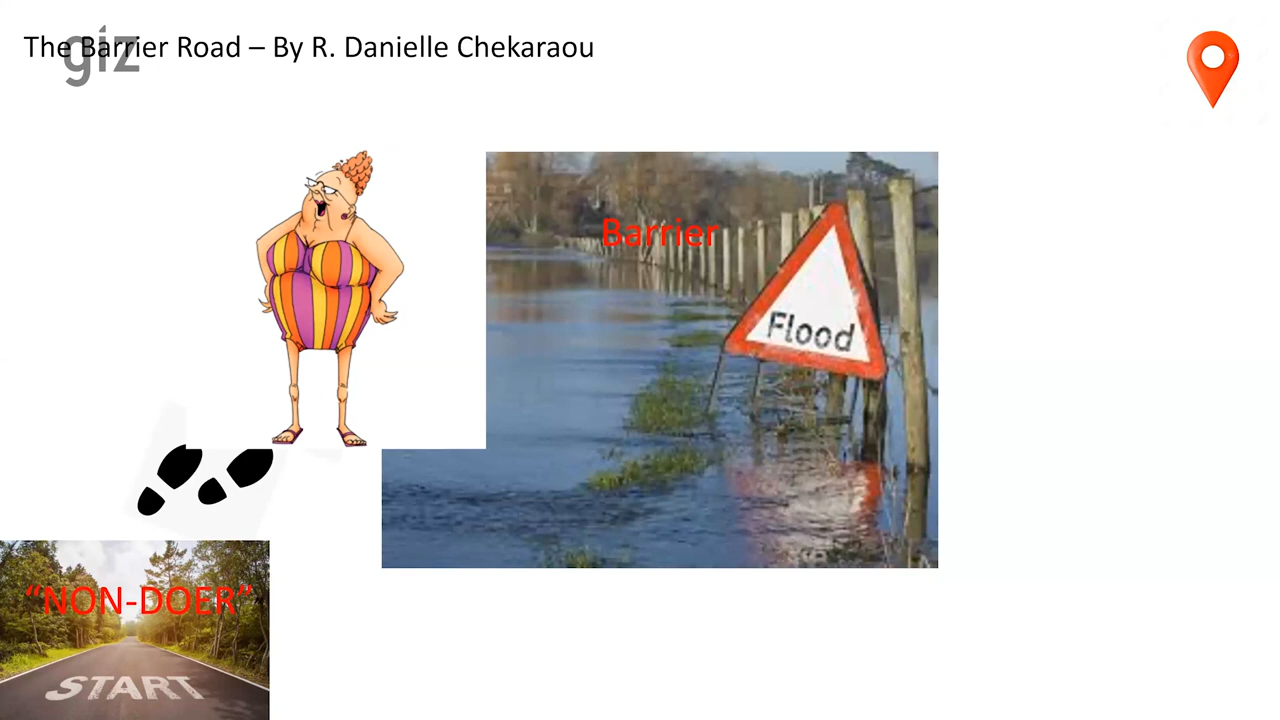 The Barrier Road – By R. Danielle Chekaraou
giz
Barrier
Flood
“NON-DOER”
START